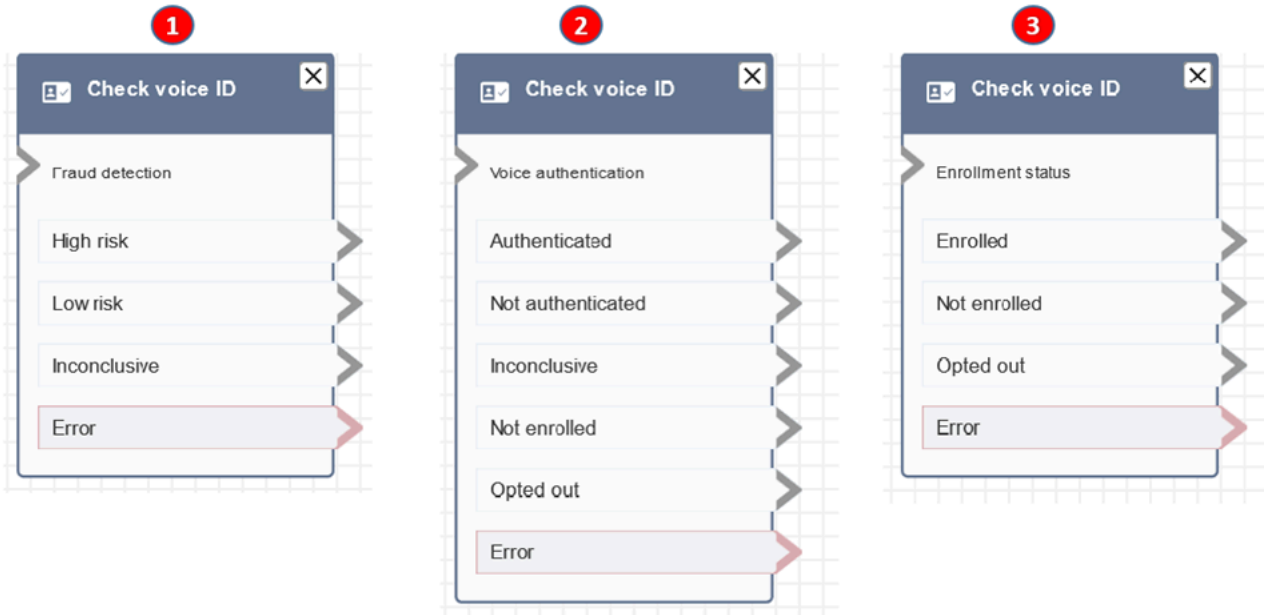 1
Check voice ID
Fraud detection
High risk
Low risk
Inconclusive
Error
2
Check voice ID
Voice authentication
Authenticated
Not authenticated
Inconclusive
Not enrolled
Opted out
Error
3
Check voice ID
Enrollment status
Enrolled
Not enrolled
Opted out
Error